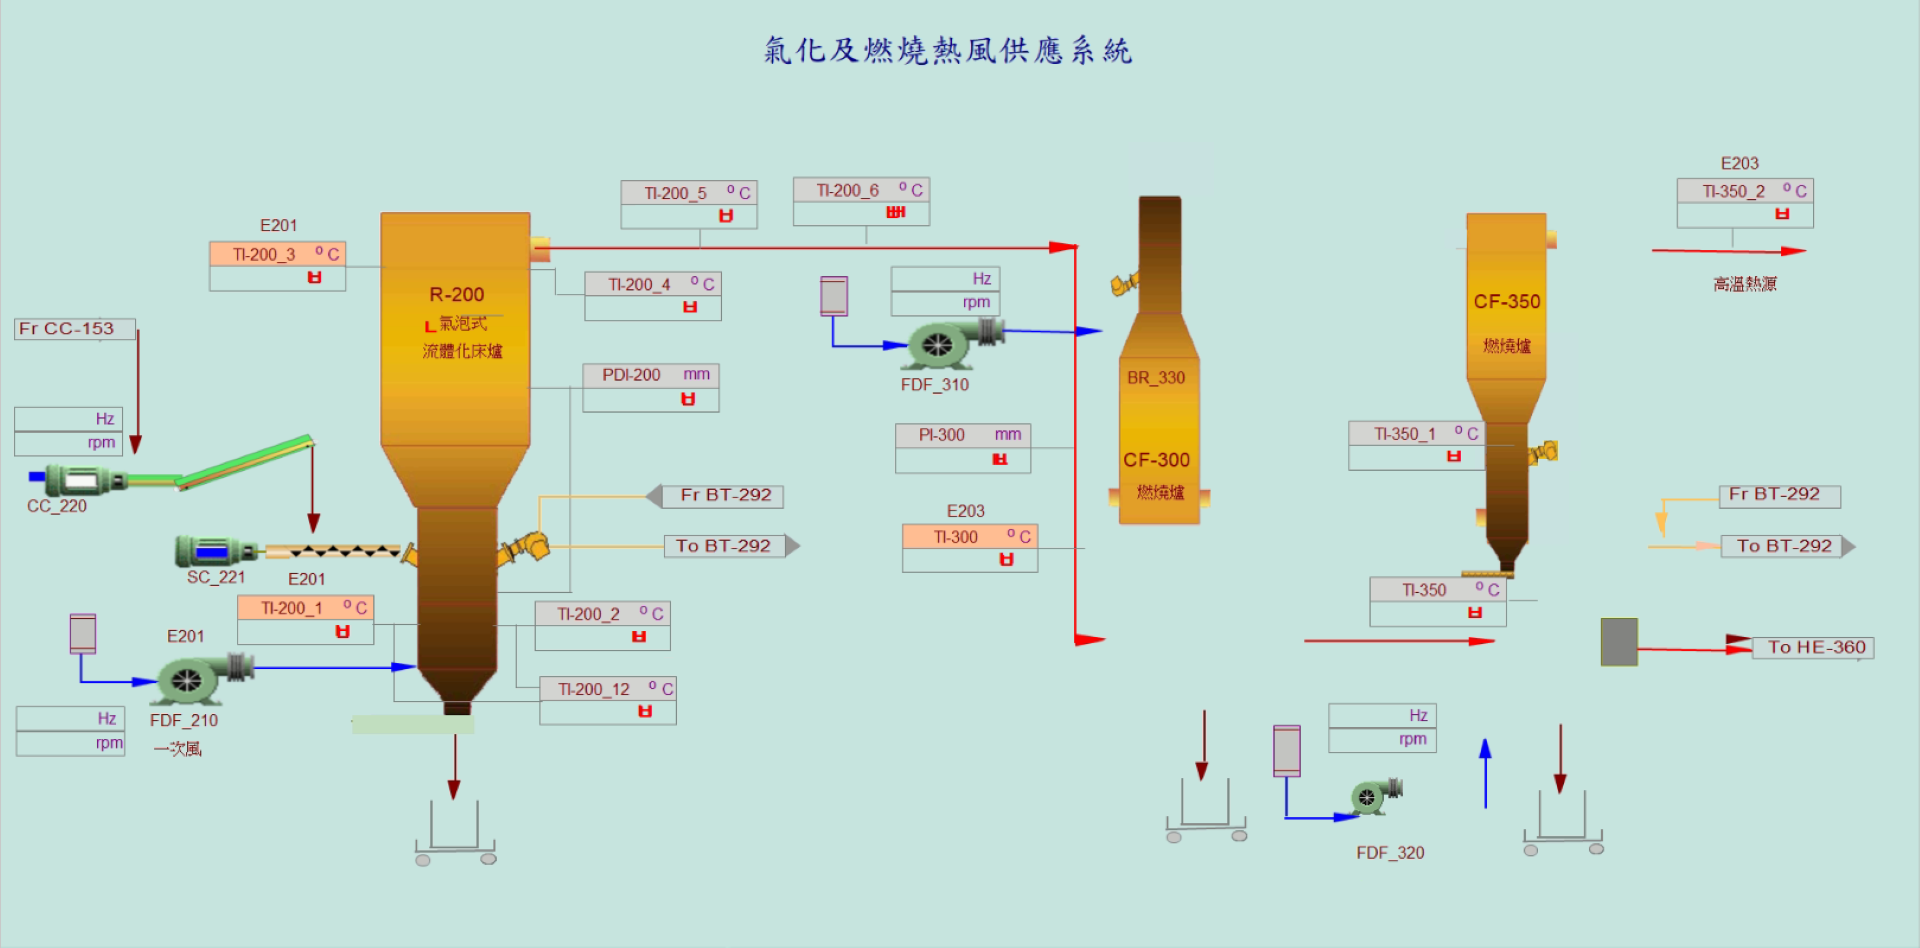 氣化及燃燒熱風供應系統
E203
TI-350_2 ° C
TI-200_5 ° C
TI-200_6 ° C
E201
TI-200_3 ° C
TI-200_4 ° C
R-200
氣泡式
流體化床爐
Hz
rpm
FDF_310
高溫熱源
CF-350
燃燒爐
Fr CC-153
PDI-200 mm
BR_330
Hz
rpm
CC_220
PI-300 mm
TI-350_1 ° C
CF-300
燃燒爐
Fr BT-292
To BT-292
Fr BT-292
To BT-292
E203
TI-300 ° C
SC_221
E201
TI-350 ° C
TI-200_1 ° C
TI-200_2 ° C
E201
To HE-360
TI-200_12 ° C
Hz
rpm
FDF_210
一次風
Hz
rpm
FDF_320